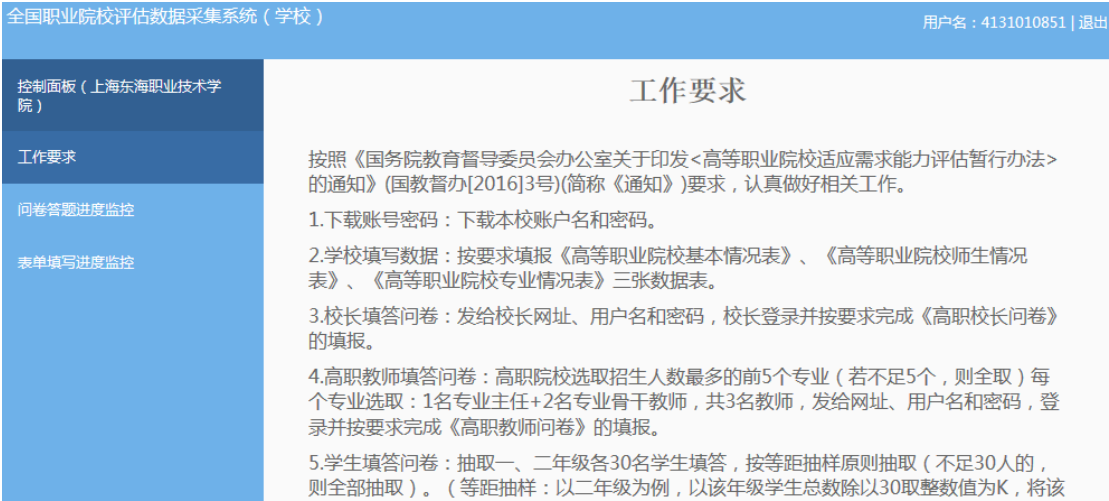 全国职业院校评估数据采集系统（学校）
用户名：4131010851 | 退出
控制面板（上海东海职业技术学
院）
工作要求
问卷答题进度监控
表单填写进度监控
工作要求
按照《国务院教育督导委员会办公室关于印发<高等职业院校适应需求能力评估暂行办法>
的通知》(国教督办[2016]3号)(简称《通知》)要求，认真做好相关工作。
1.下载账号密码：下载本校账户名和密码。
2.学校填写数据：按要求填报《高等职业院校基本情况表》、《高等职业院校师生情况
表》、《高等职业院校专业情况表》三张数据表。
3.校长填答问卷：发给校长网址、用户名和密码，校长登录并按要求完成《高职校长问卷》
的填报。
4.高职教师填答问卷：高职院校选取招生人数最多的前5个专业（若不足5个，则全取）每
个专业选取：1名专业主任+2名专业骨干教师，共3名教师，发给网址、用户名和密码，登
录并按要求完成《高职教师问卷》的填报。
5.学生填答问卷：抽取一、二年级各30名学生填答，按等距抽样原则抽取（不足30人的，
则全部抽取）。（等距抽样：以二年级为例，以该年级学生总数除以30取整数值为K，将该